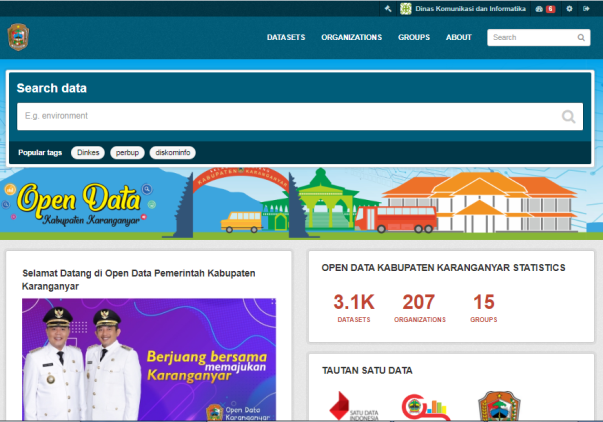 Dinas Komunikasi dan Informatika
DATASETS ORGANIZATIONS GROUPS ABOUT Search
Search data
E.g. environment
Popular tags Dinkes perbup diskominfo
KABUPATEN KARANGANYAR
Open Data
Kabupaten Karanganyar
Selamat Datang di Open Data Pemerintah Kabupaten
Karanganyar
Berjuang bersama
memajukan
Karanganyar
Open Data
Karanganyar
OPEN DATA KABUPATEN KARANGANYAR STATISTICS
3.1K 207 15
DATASETS ORGANIZATIONS GROUPS
TAUTAN SATU DATA
SATU DATA
INDONESIA